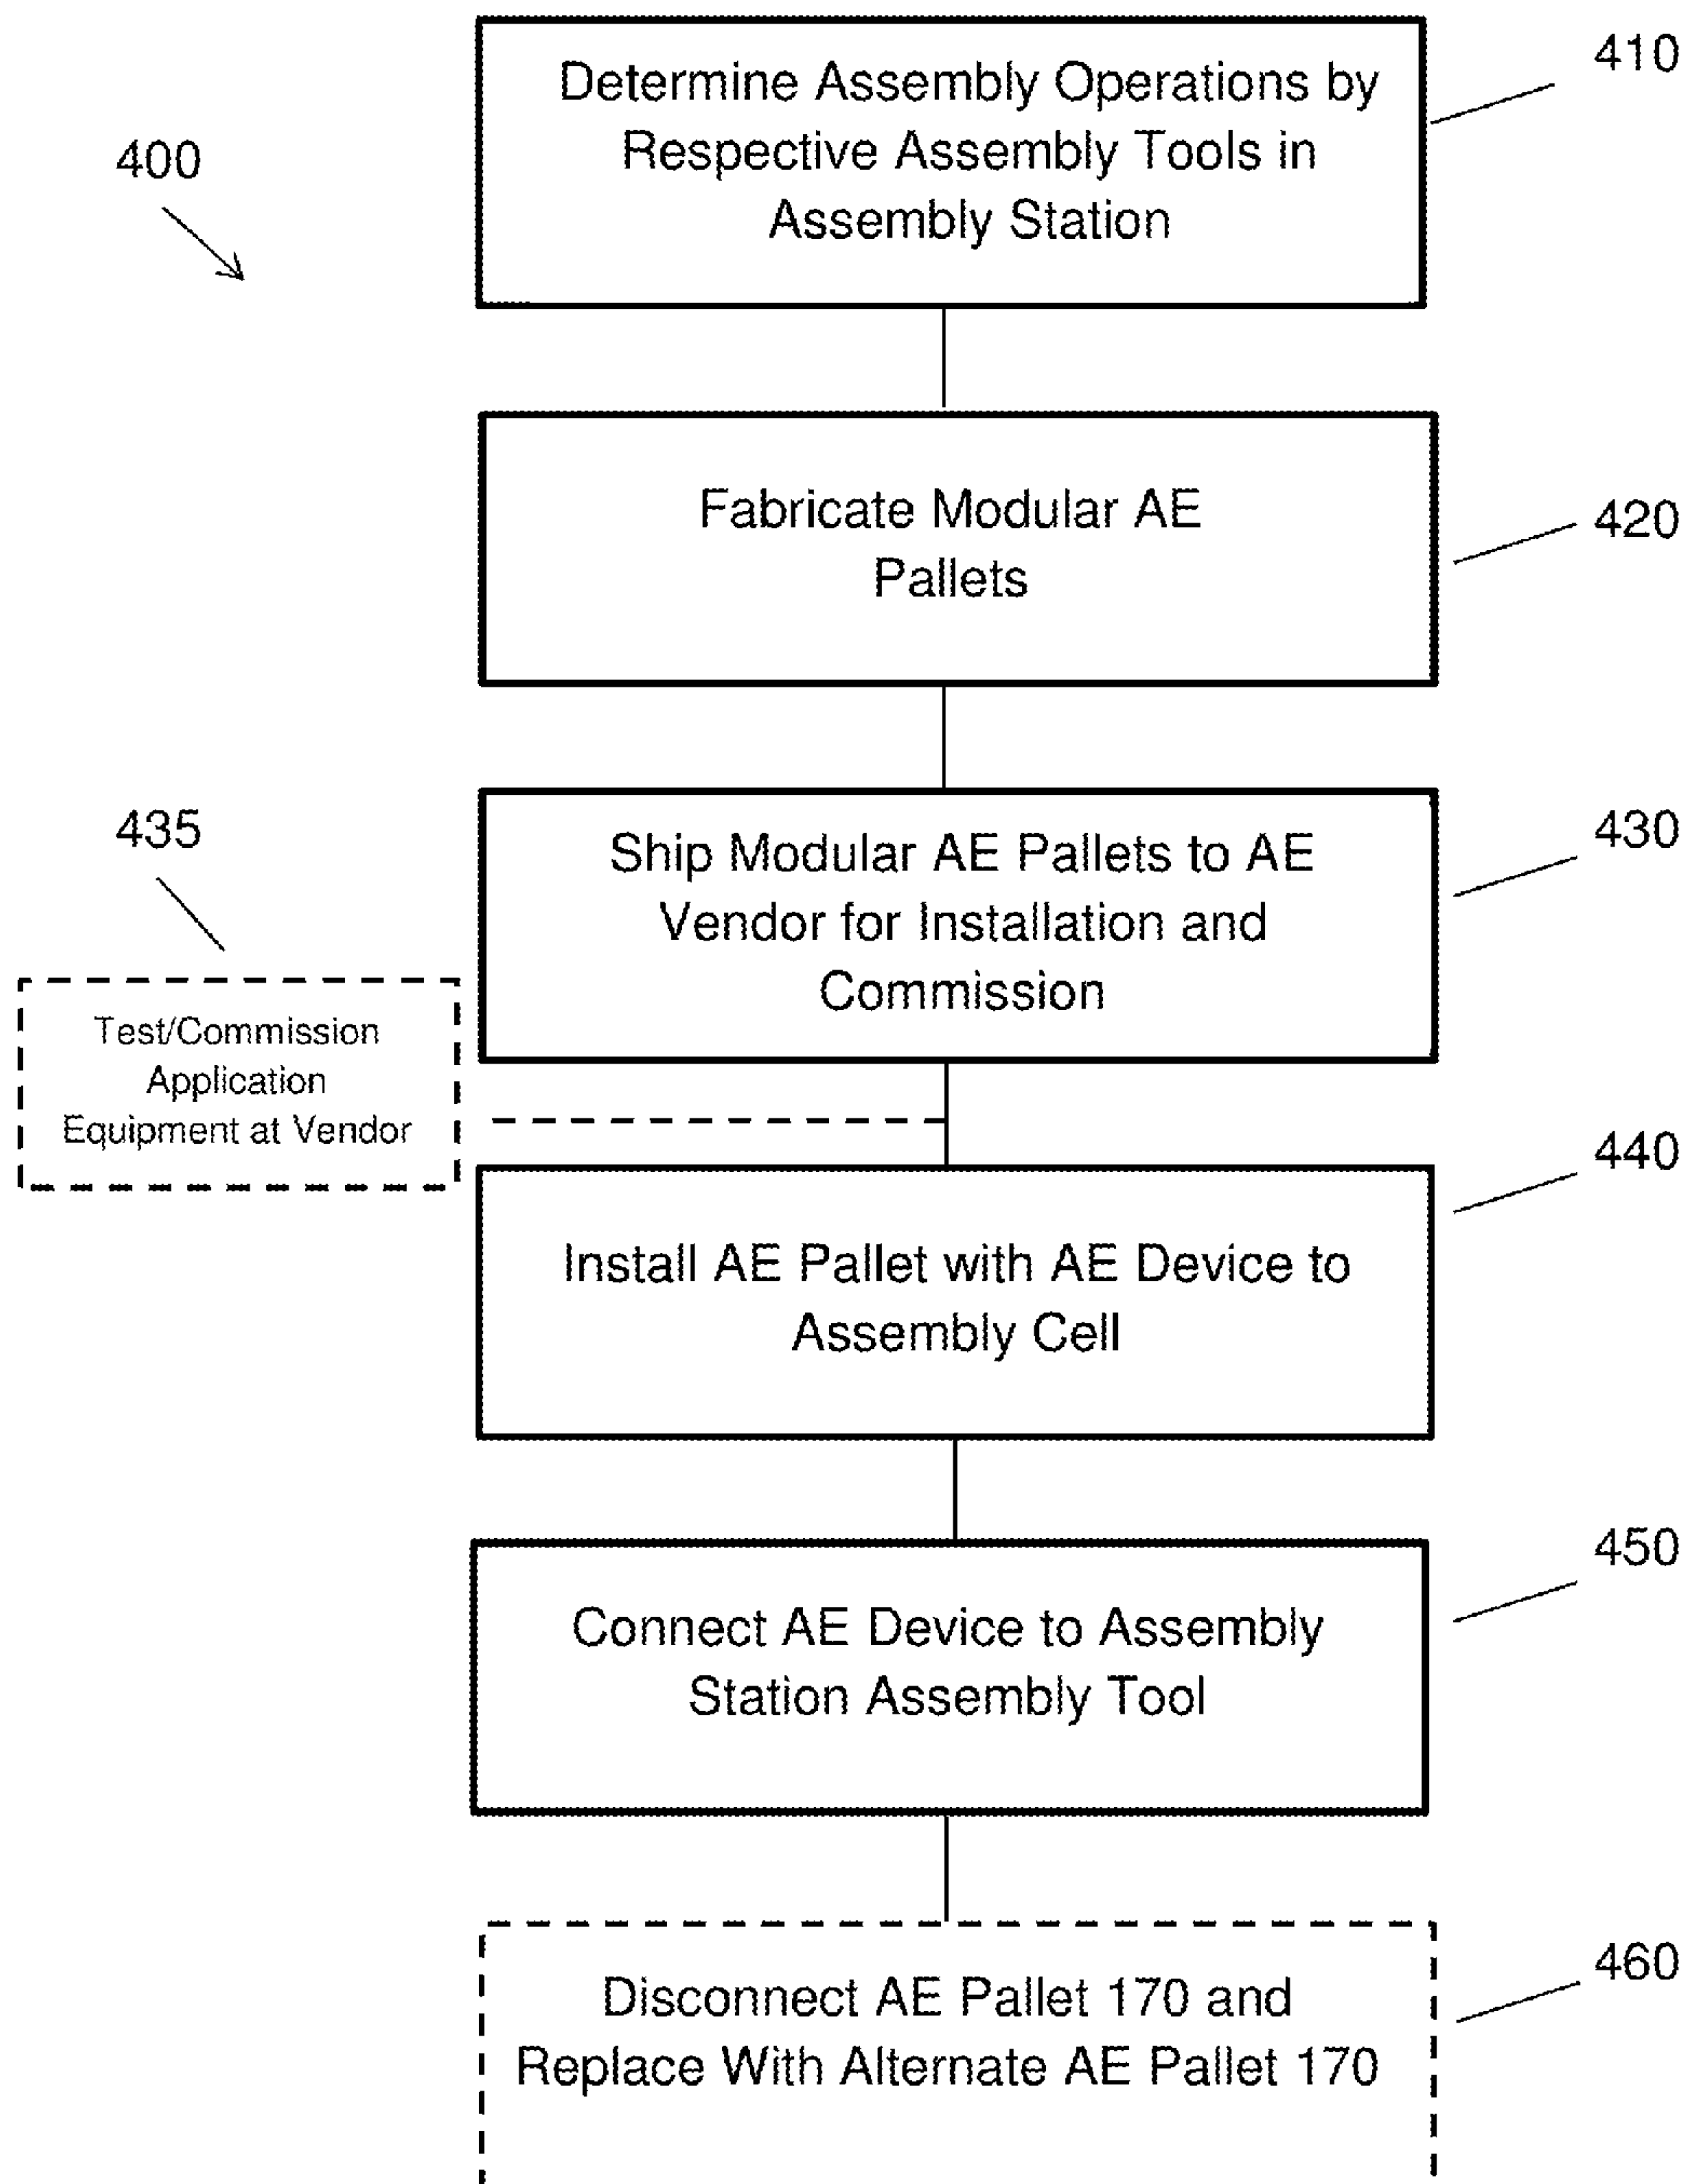 410
Determine Assembly Operations by
Respective Assembly Tools in
Assembly Station
400
Fabricate Modular AE
Pallets
420
435
Ship Modular AE Pallets to AE
Vendor for Installation and
Commission
430
Test/Commission
Application
Equipment at Vendor
440
Install AE Pallet with AE Device to
Assembly Cell
450
Connect AE Device to Assembly
Station Assembly Tool
460
Disconnect AE Pallet 170 and
Replace With Alternate AE Pallet 170